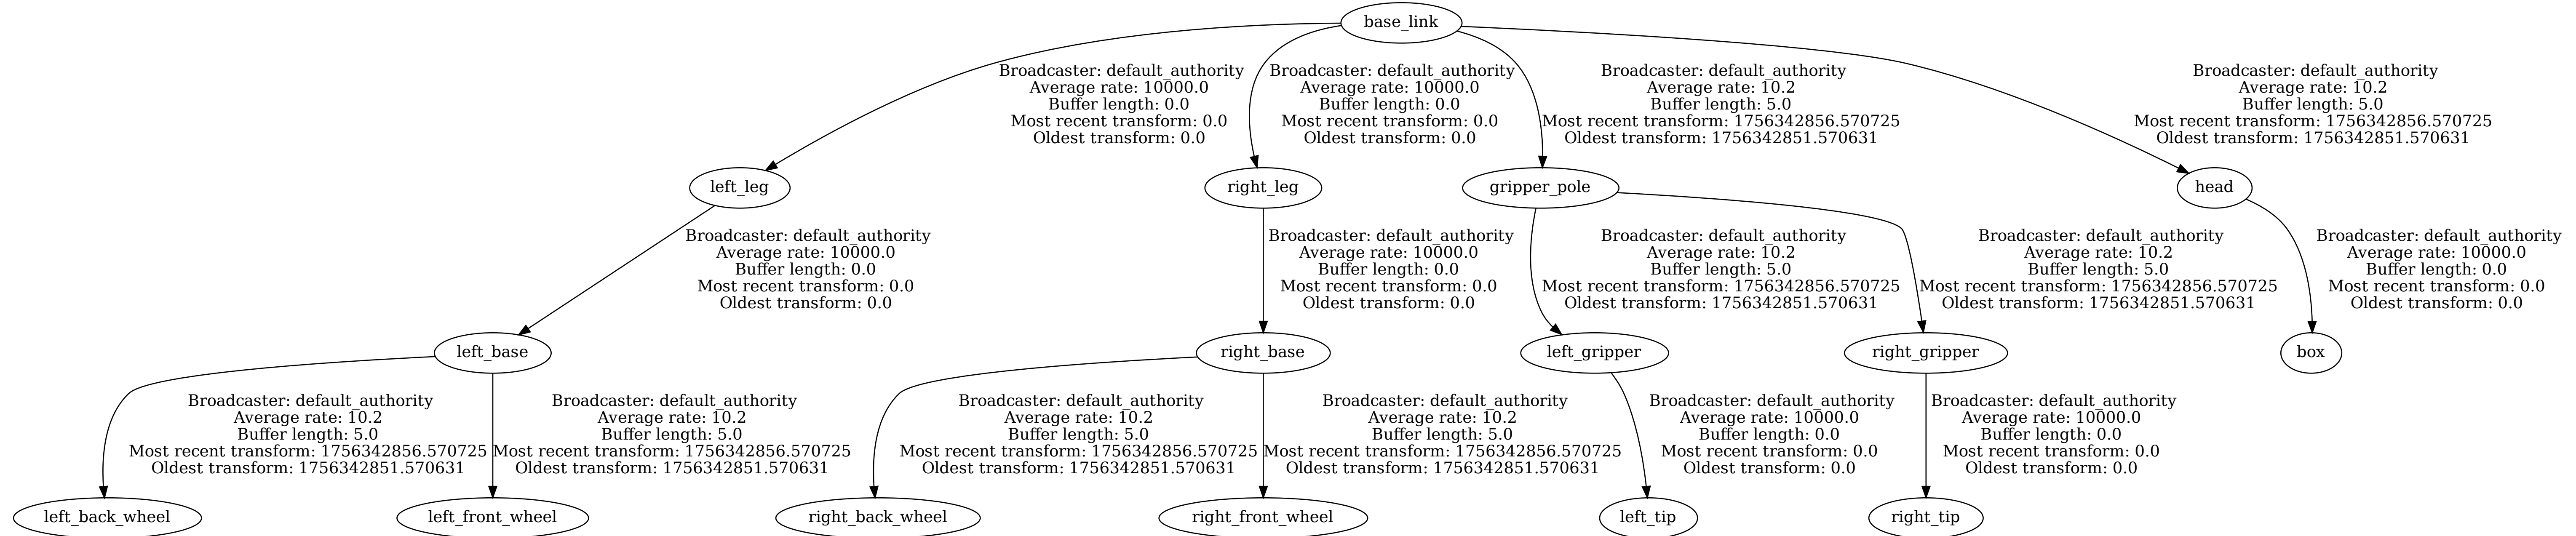 base_link
Broadcaster: default_authority
Average rate: 10000.0
Buffer length: 0.0
Most recent transform: 0.0
Oldest transform: 0.0
Broadcaster: default_authority
Average rate: 10000.0
Buffer length: 0.0
Most recent transform: 0.0
Oldest transform: 0.0
Broadcaster: default_authority
Average rate: 10.2
Buffer length: 5.0
Most recent transform: 1756342856.570725
Oldest transform: 1756342851.570631
Broadcaster: default_authority
Average rate: 10.2
Buffer length: 5.0
Most recent transform: 1756342856.570725
Oldest transform: 1756342851.570631
left_leg
right_leg
gripper_pole
head
Broadcaster: default_authority
Average rate: 10000.0
Buffer length: 0.0
Most recent transform: 0.0
Oldest transform: 0.0
Broadcaster: default_authority
Average rate: 10000.0
Buffer length: 0.0
Most recent transform: 0.0
Oldest transform: 0.0
Broadcaster: default_authority
Average rate: 10.2
Buffer length: 5.0
Most recent transform: 1756342856.570725
Oldest transform: 1756342851.570631
Broadcaster: default_authority
Average rate: 10.2
Buffer length: 5.0
Most recent transform: 1756342856.570725
Oldest transform: 1756342851.570631
Broadcaster: default_authority
Average rate: 10000.0
Buffer length: 0.0
Most recent transform: 0.0
Oldest transform: 0.0
left_base
right_base
left_gripper
right_gripper
box
Broadcaster: default_authority
Average rate: 10.2
Buffer length: 5.0
Most recent transform: 1756342856.570725
Oldest transform: 1756342851.570631
Broadcaster: default_authority
Average rate: 10.2
Buffer length: 5.0
Most recent transform: 1756342856.570725
Oldest transform: 1756342851.570631
Broadcaster: default_authority
Average rate: 10.2
Buffer length: 5.0
Most recent transform: 1756342856.570725
Oldest transform: 1756342851.570631
Broadcaster: default_authority
Average rate: 10.2
Buffer length: 5.0
Most recent transform: 1756342856.570725
Oldest transform: 1756342851.570631
Broadcaster: default_authority
Average rate: 10000.0
Buffer length: 0.0
Most recent transform: 0.0
Oldest transform: 0.0
Broadcaster: default_authority
Average rate: 10000.0
Buffer length: 0.0
Most recent transform: 0.0
Oldest transform: 0.0
left_back_wheel
left_front_wheel
right_back_wheel
right_front_wheel
left_tip
right_tip